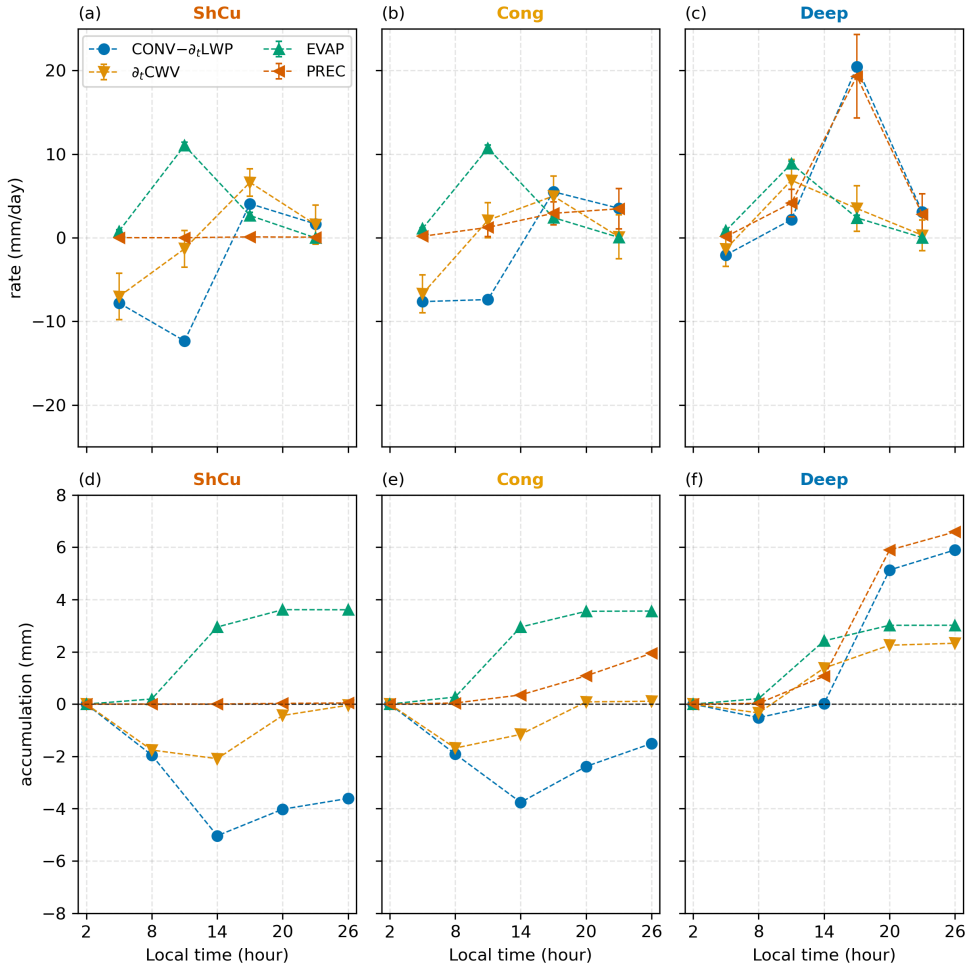 (a) ShCu
(b) Cong
(c) Deep
CONV−∂ₜLWP
∂ₜCWV
EVAP
PREC
rate (mm/day)
20
10
0
−10
−20
(d) ShCu
(e) Cong
(f) Deep
accumulation (mm)
8
6
4
2
0
−2
−4
−6
−8
2 8 14 20 26
2 8 14 20 26
2 8 14 20 26
Local time (hour)
Local time (hour)
Local time (hour)